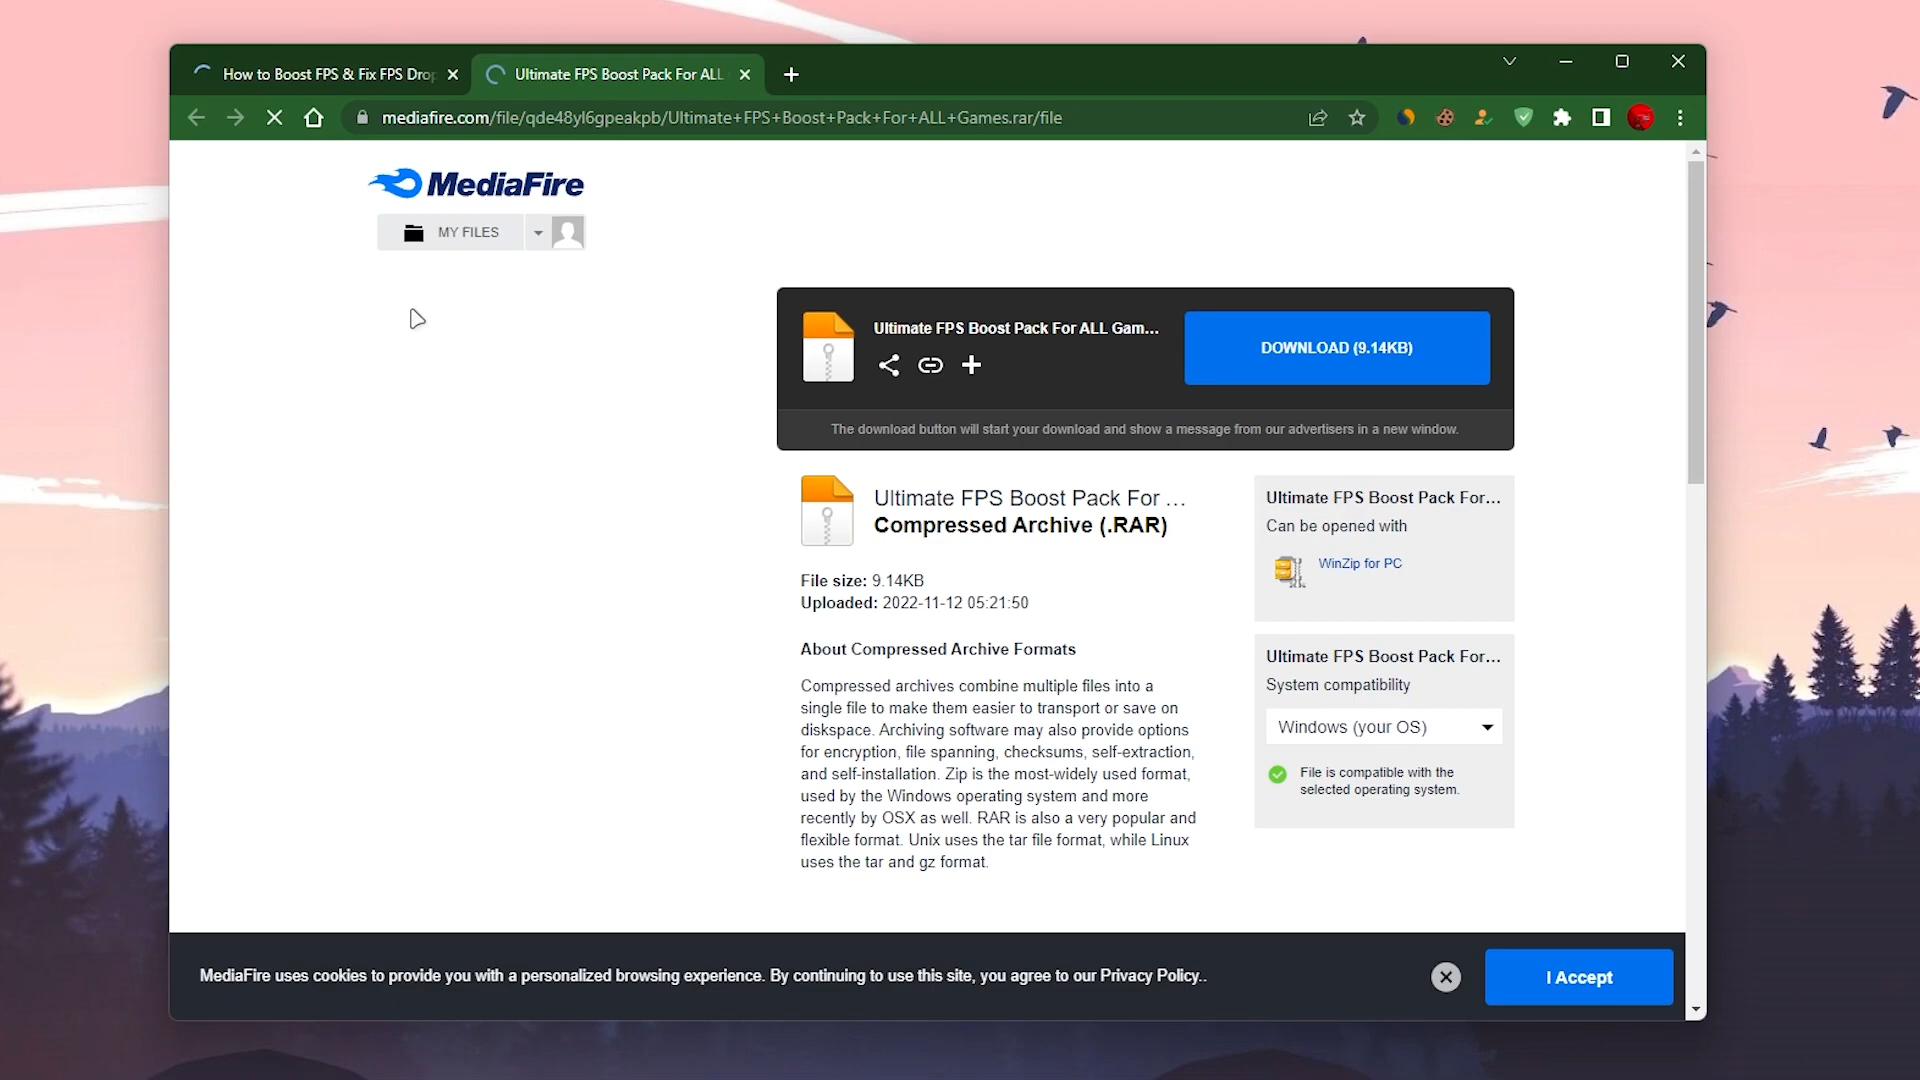 How to Boost FPS & Fix FPS Drop
Ultimate FPS Boost Pack For ALL
mediafire.com/file/qde48yl6gpeakpb/Ultimate+FPS+Boost+Pack+For+ALL+Games.rar/file
MediaFire
MY FILES
Ultimate FPS Boost Pack For ALL Gam...
DOWNLOAD (9.14KB)
The download button will start your download and show a message from our advertisers in a new window.
Ultimate FPS Boost Pack For ...
Compressed Archive (.RAR)
File size: 9.14KB
Uploaded: 2022-11-12 05:21:50
About Compressed Archive Formats
Compressed archives combine multiple files into a
single file to make them easier to transport or save on
diskspace. Archiving software may also provide options
for encryption, file spanning, checksums, self-extraction,
and self-installation. Zip is the most-widely used format,
used by the Windows operating system and more
recently by OSX as well. RAR is also a very popular and
flexible format. Unix uses the tar file format, while Linux
uses the tar and gz format.
Ultimate FPS Boost Pack For...
Can be opened with
WinZip for PC
Ultimate FPS Boost Pack For...
System compatibility
Windows (your OS)
File is compatible with the
selected operating system.
MediaFire uses cookies to provide you with a personalized browsing experience. By continuing to use this site, you agree to our Privacy Policy..
I Accept